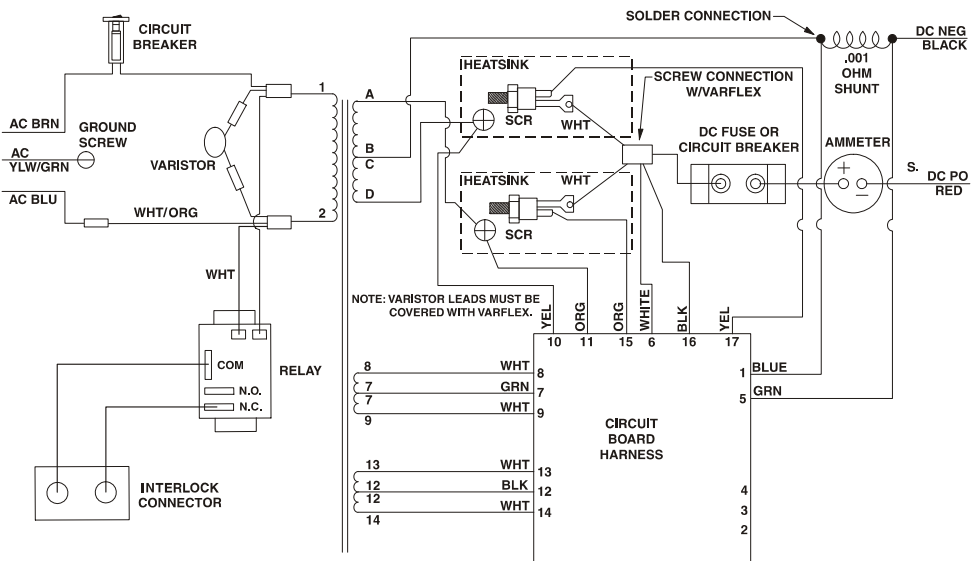 SOLDER CONNECTION
CIRCUIT
BREAKER
DC NEG
BLACK
.001
OHM
SHUNT
HEATSINK
SCREW CONNECTION
W/VARFLEX
1
A
SCR
WHT
AC BRN
GROUND
SCREW
DC FUSE OR
CIRCUIT BREAKER
AMMETER
AC
YLW/GRN
VARISTOR
B
C
S.
+
–
DC PO
RED
HEATSINK
WHT
D
AC BLU
WHT/ORG
2
SCR
WHT
NOTE: VARISTOR LEADS MUST BE
COVERED WITH VARFLEX.
YEL
ORG
ORG
WHITE
BLK
YEL
10
11
15
6
16
17
RELAY
COM
N.O.
N.C.
8
WHT
8
7
GRN
7
7
WHT
9
9
1
BLUE
5
GRN
CIRCUIT
BOARD
HARNESS
13
WHT
13
12
BLK
12
12
WHT
14
14
4
3
2
INTERLOCK
CONNECTOR